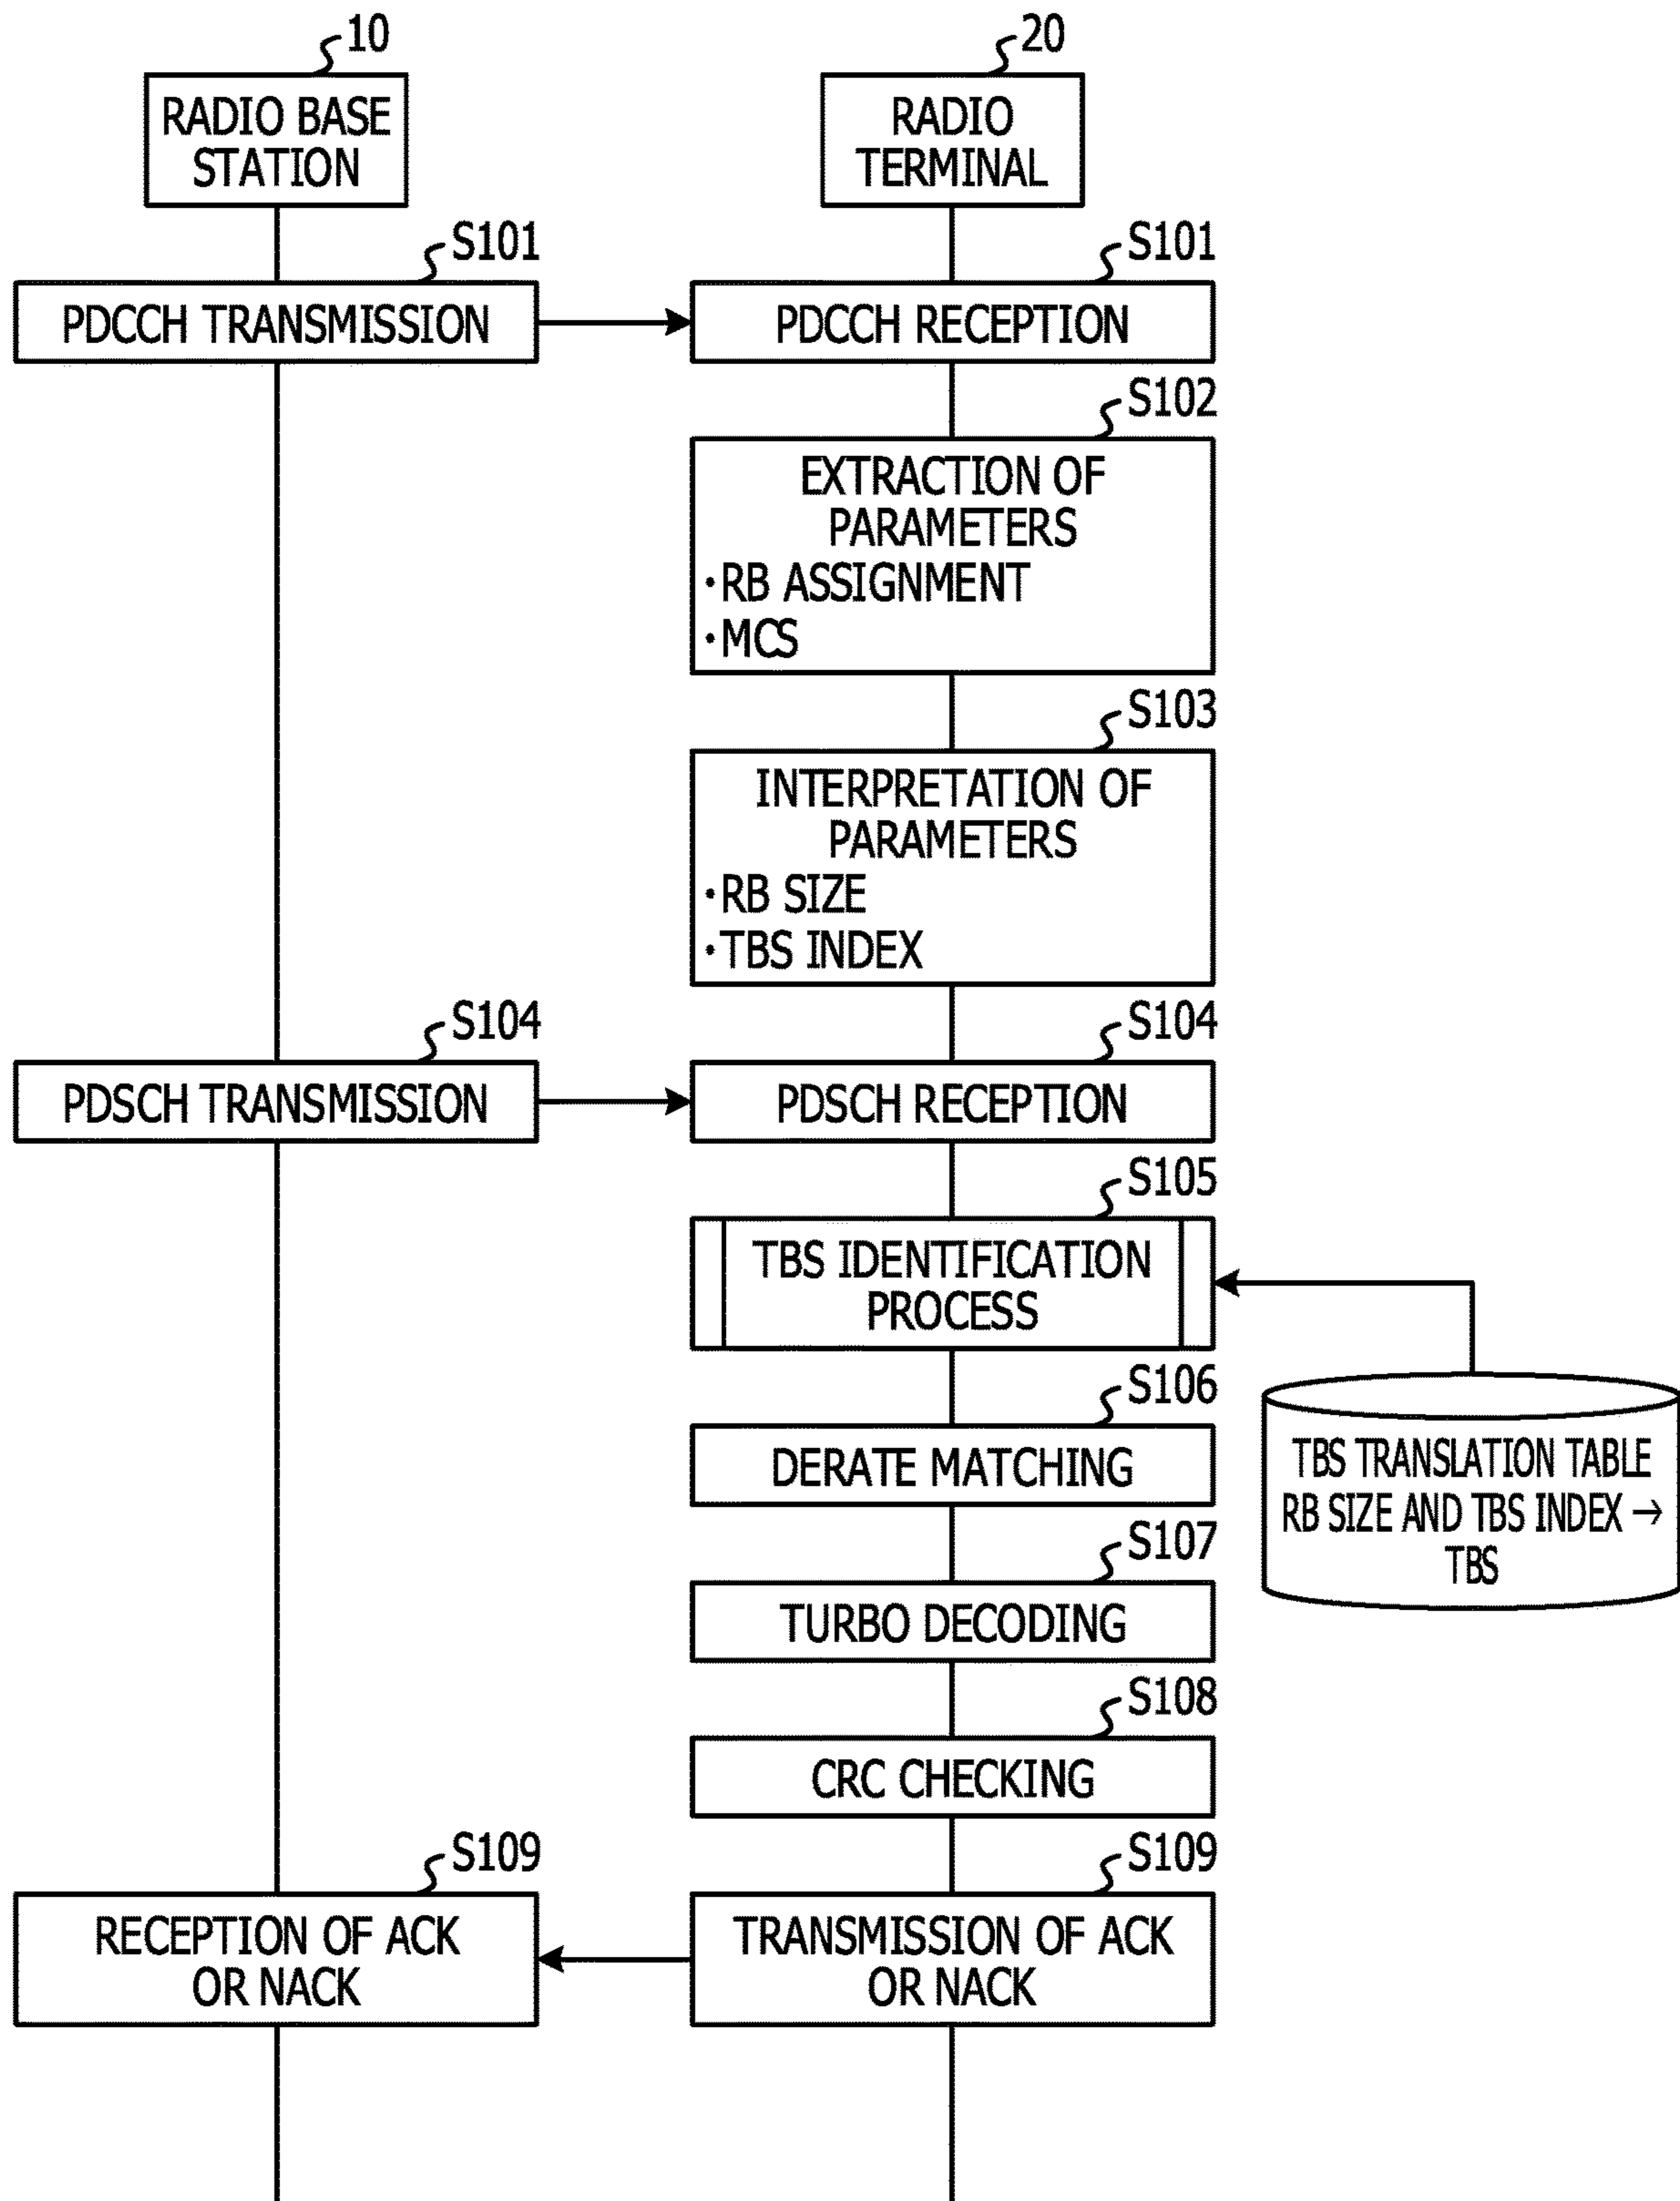 10
RADIO BASE
STATION
20
RADIO
TERMINAL
S101
PDCCH TRANSMISSION
S101
PDCCH RECEPTION
S102
EXTRACTION OF
PARAMETERS
·RB ASSIGNMENT
·MCS
S103
INTERPRETATION OF
PARAMETERS
·RB SIZE
·TBS INDEX
S104
PDSCH TRANSMISSION
S104
PDSCH RECEPTION
S105
TBS IDENTIFICATION
PROCESS
TBS TRANSLATION TABLE
RB SIZE AND TBS INDEX →
TBS
S106
DERATE MATCHING
S107
TURBO DECODING
S108
CRC CHECKING
S109
RECEPTION OF ACK
OR NACK
S109
TRANSMISSION OF ACK
OR NACK